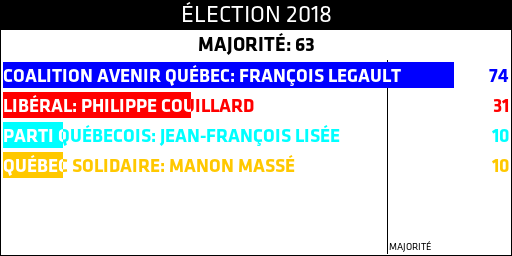 ÉLECTION 2018
MAJORITÉ: 63
COALITION AVENIR QUÉBEC: FRANÇOIS LEGAULT 74
LIBÉRAL: PHILIPPE COUILLARD 31
PARTI QUÉBECOIS: JEAN-FRANÇOIS LISÉE 10
QUÉBEC SOLIDAIRE: MANON MASSÉ 10
MAJORITÉ